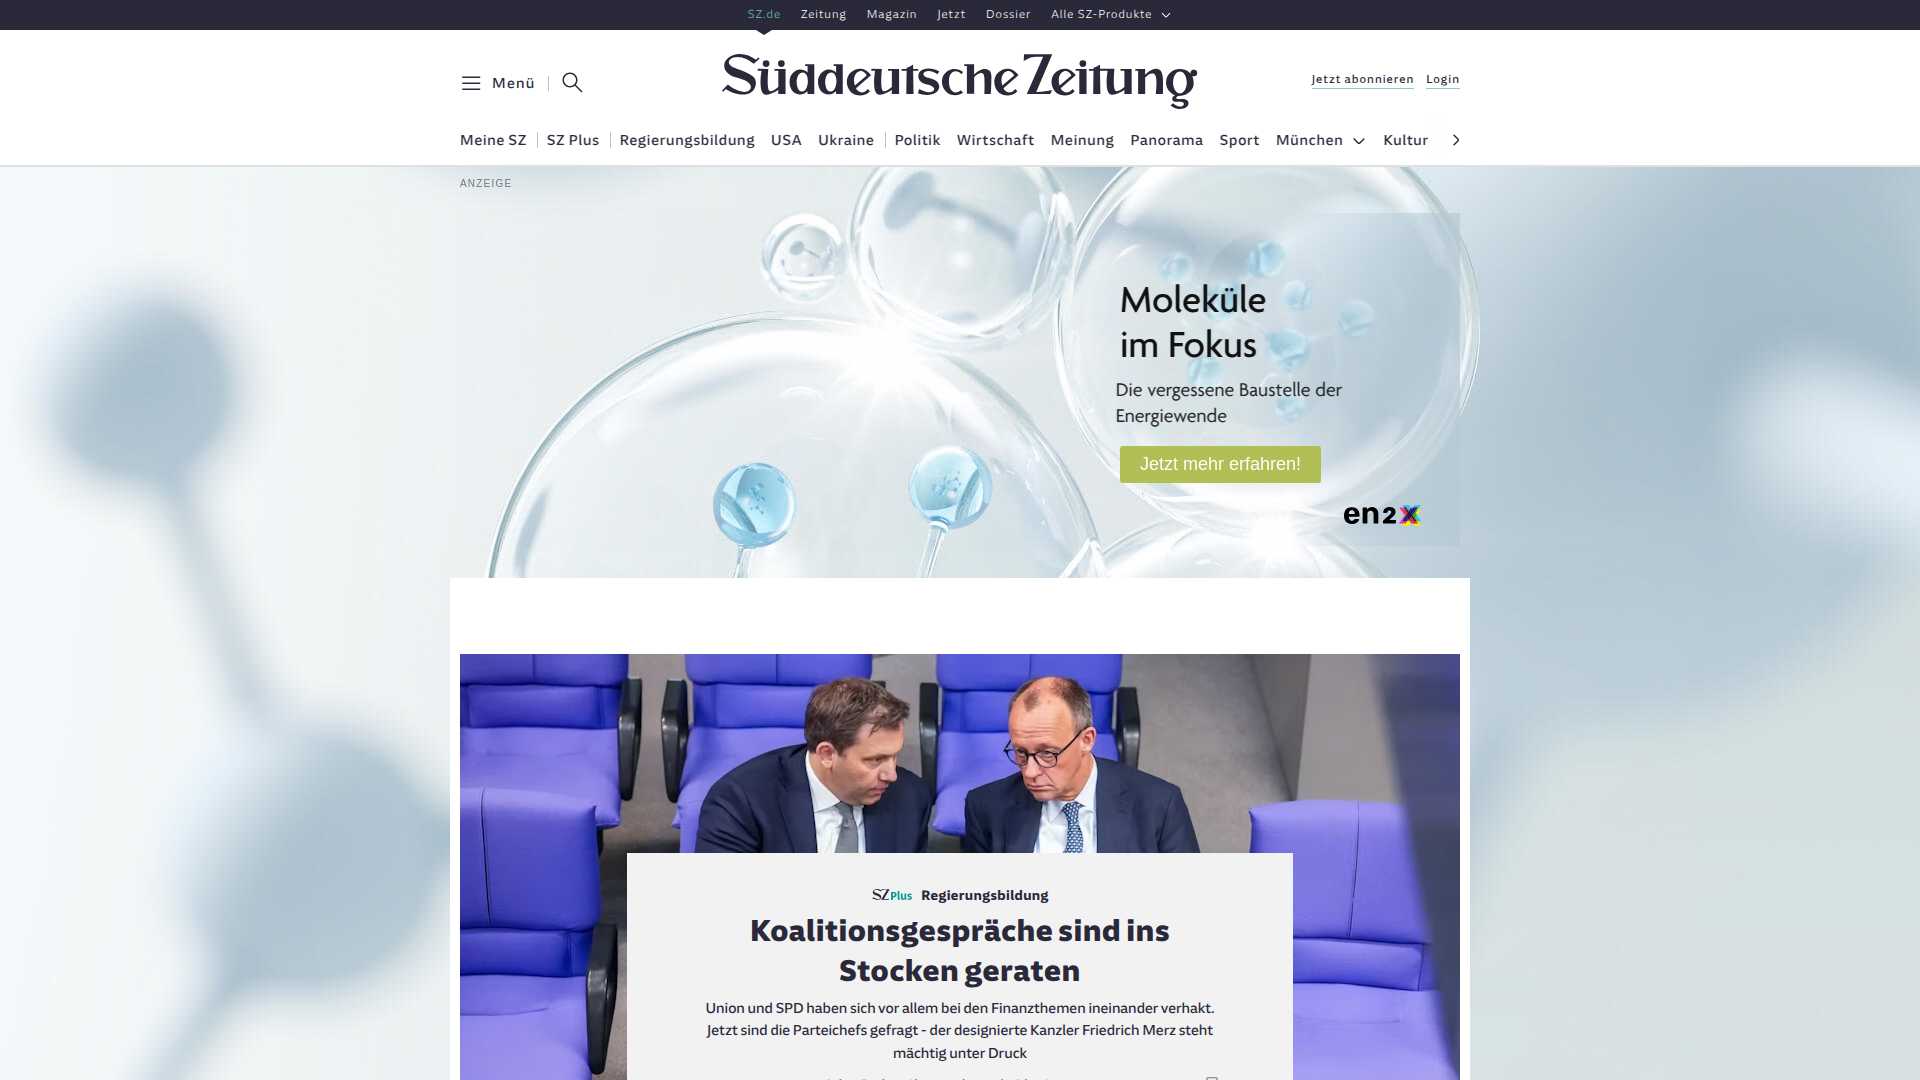 SZ.de Zeitung Magazin Jetzt Dossier Alle SZ-Produkte
Menü
Süddeutsche Zeitung
Jetzt abonnieren Login
Meine SZ SZ Plus Regierungsbildung USA Ukraine Politik Wirtschaft Meinung Panorama Sport München Kultur
ANZEIGE
Moleküle
im Fokus
Die vergessene Baustelle der
Energiewende
Jetzt mehr erfahren!
en2x
SZ Plus Regierungsbildung
Koalitionsgespräche sind ins
Stocken geraten
Union und SPD haben sich vor allem bei den Finanzthemen ineinander verhakt.
Jetzt sind die Parteichefs gefragt - der designierte Kanzler Friedrich Merz steht
mächtig unter Druck